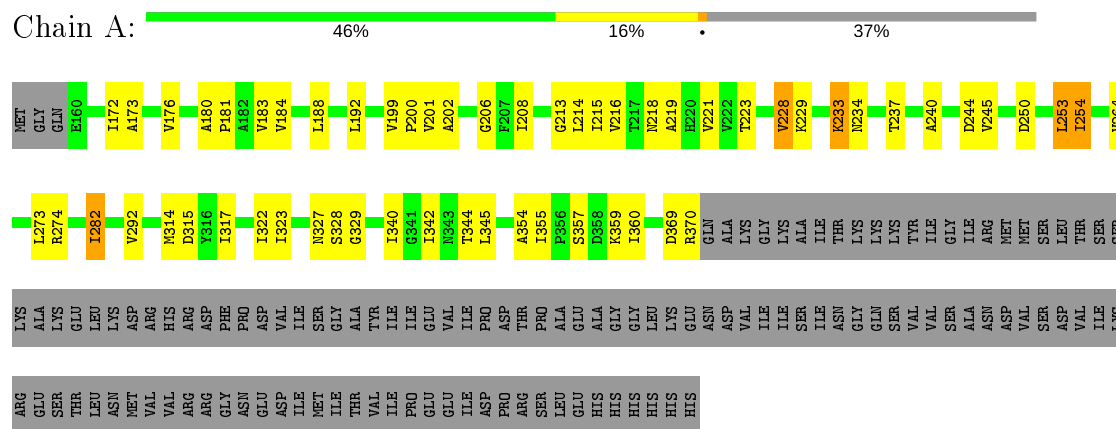 Chain A:
46% 16% • 37%
MET GLY GLN E160 I172 A173 V176 A180 P181 A182 V183 V184 L188 L192 V199 P200 V201 A202 G206 F207 I208 G213 L214 I215 V216 T217 N218 A219 H220 V221 V222 T223 V228 K229 K233 N234 T237 A240 D244 V245 D250 L253 I254
L273 R274 I282 V292 M314 D315 Y316 I317 I322 I323 N327 S328 G329 I340 G341 I342 N343 T344 L345 A354 I355 P356 S357 D358 K359 I360 D369 R370 GLN ALA LYS GLY LYS ALA ILE THR LYS LYS LYS TYR ILE GLY ILE ARG MET MET SER LEU THR SER
LYS ALA LYS GLU LEU LYS ASP ARG HIS ARG ASP PHE PRO ASP VAL ILE SER GLY ALA TYR ILE ILE GLU VAL ILE PRO ASP THR PRO ALA GLU ALA GLY GLY LEU LYS GLU ASN ASP VAL ILE ILE SER ILE ASN GLY GLN SER VAL VAL SER ALA ASN ASP VAL SER ASP VAL ILE
ARG GLU SER THR LEU ASN MET VAL VAL ARG ARG GLY ASN GLU ASP ILE MET ILE THR VAL ILE PRO GLU GLU ILE ASP PRO ARG SER LEU GLU HIS HIS HIS HIS HIS HIS